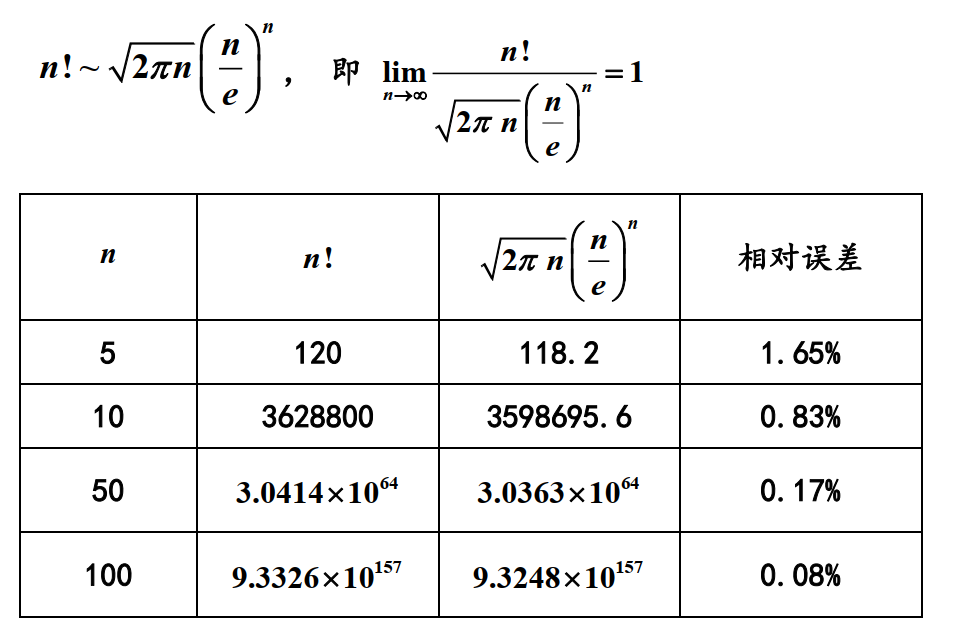 n! ~ √(2πn) (n/e)^n ， 即 lim n→∞ n! / (√(2π n) (n/e)^n) = 1
n n! √(2π n) (n/e)^n 相对误差
5 120 118.2 1.65%
10 3628800 3598695.6 0.83%
50 3.0414×10^64 3.0363×10^64 0.17%
100 9.3326×10^157 9.3248×10^157 0.08%